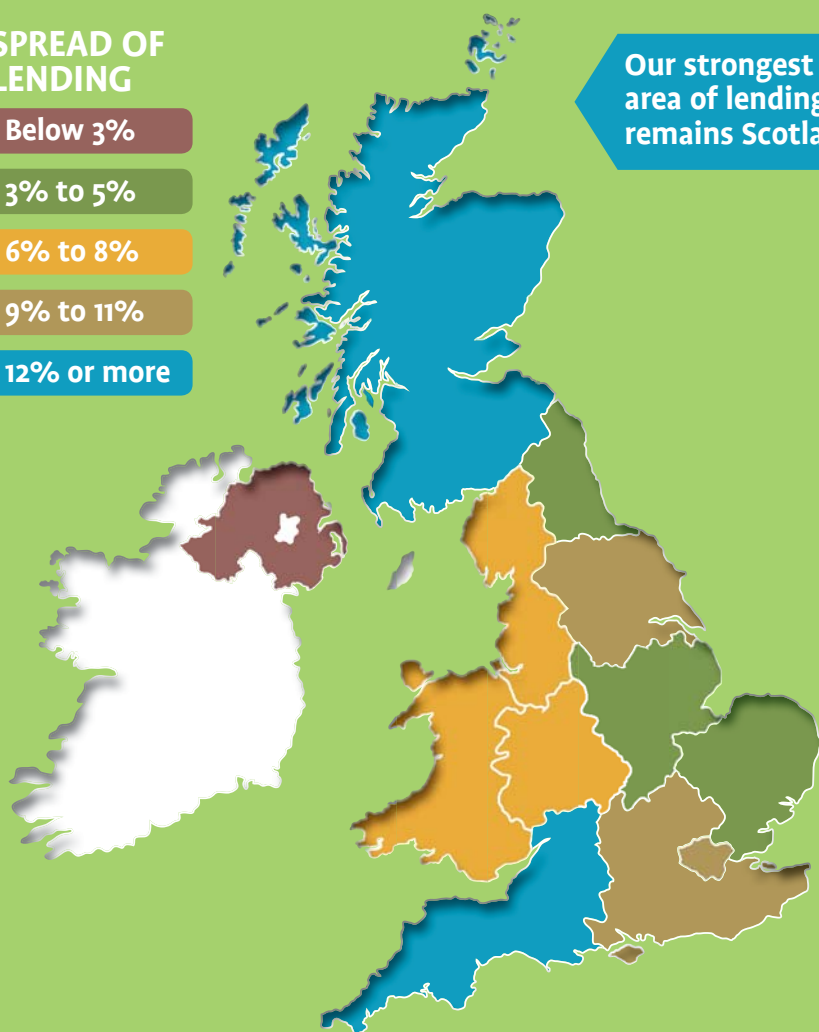 SPREAD OF
LENDING
Below 3%
3% to 5%
6% to 8%
9% to 11%
12% or more
Our strongest
area of lending
remains